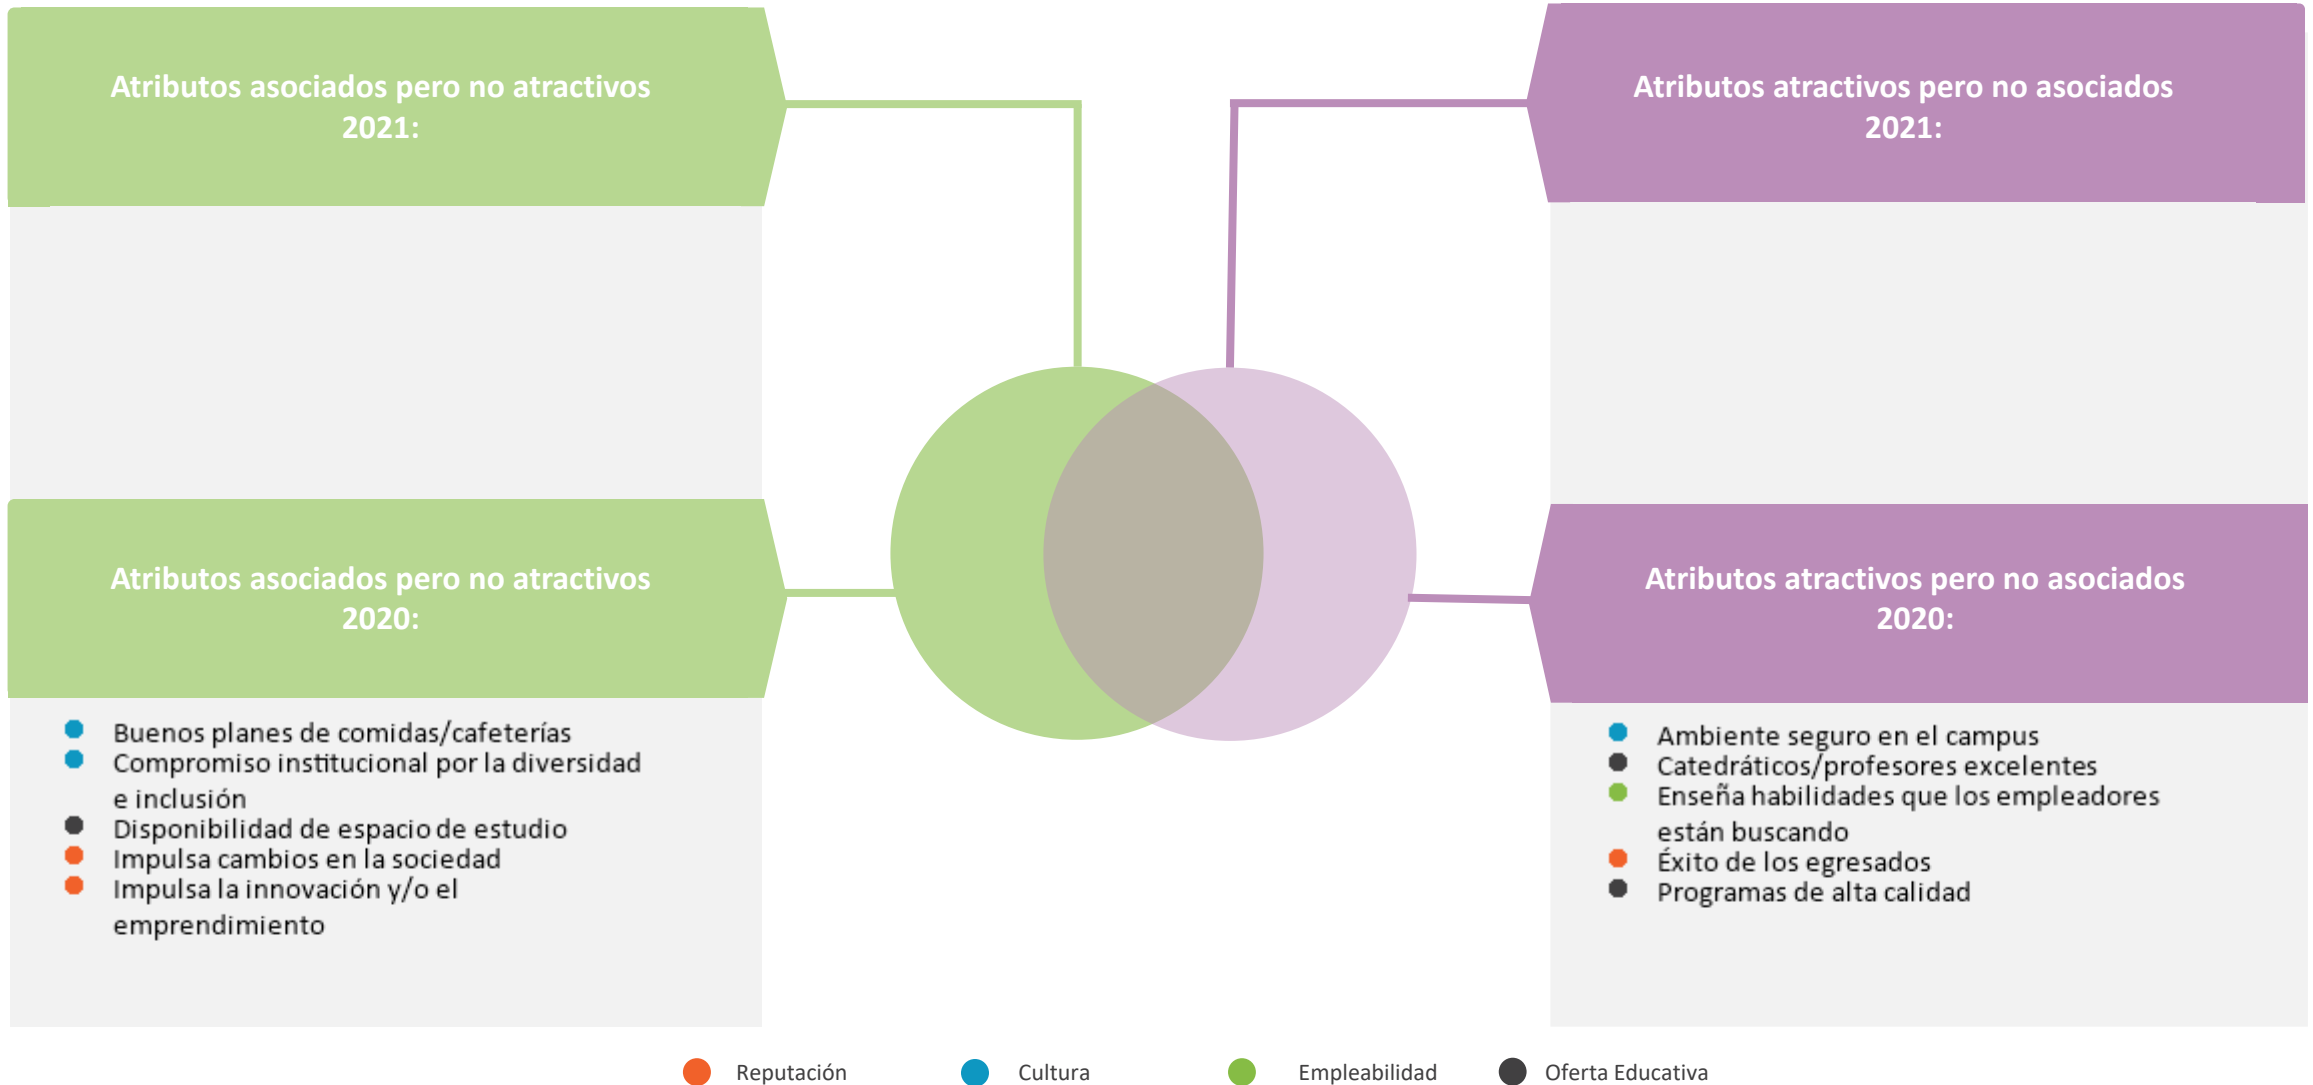 Atributos asociados pero no atractivos
2021:
Atributos atractivos pero no asociados
2021:
Atributos asociados pero no atractivos
2020:
Buenos planes de comidas/cafeterías
Compromiso institucional por la diversidad
e inclusión
Disponibilidad de espacio de estudio
Impulsa cambios en la sociedad
Impulsa la innovación y/o el
emprendimiento
Atributos atractivos pero no asociados
2020:
Ambiente seguro en el campus
Catedráticos/profesores excelentes
Enseña habilidades que los empleadores
están buscando
Éxito de los egresados
Programas de alta calidad
Reputación
Cultura
Empleabilidad
Oferta Educativa